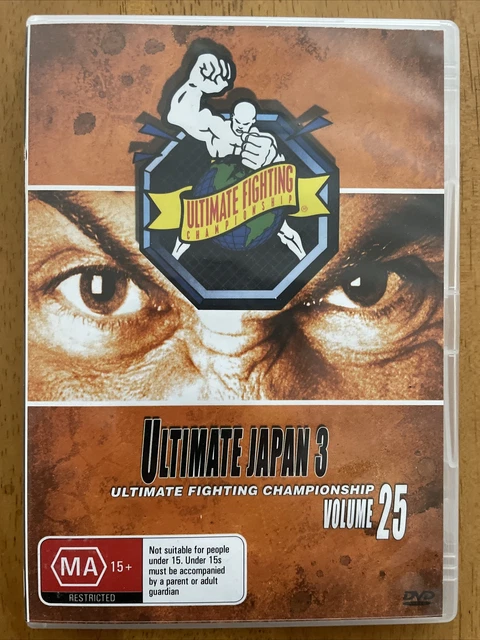 ULTIMATE FIGHTING
CHAMPIONSHIP
ULTIMATE JAPAN 3
ULTIMATE FIGHTING CHAMPIONSHIP
VOLUME 25
MA 15+
RESTRICTED
Not suitable for people
under 15. Under 15s
must be accompanied
by a parent or adult
guardian
DVD